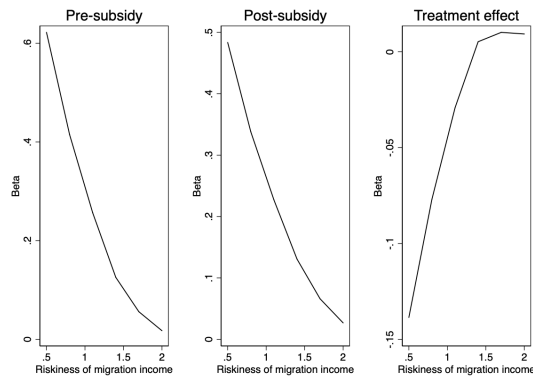 Pre-subsidy
Beta
.6
.4
.2
0
.5 1 1.5 2
Riskiness of migration income
Post-subsidy
Beta
.5
.4
.3
.2
.1
0
.5 1 1.5 2
Riskiness of migration income
Treatment effect
Beta
0
-.05
-.1
-.15
.5 1 1.5 2
Riskiness of migration income